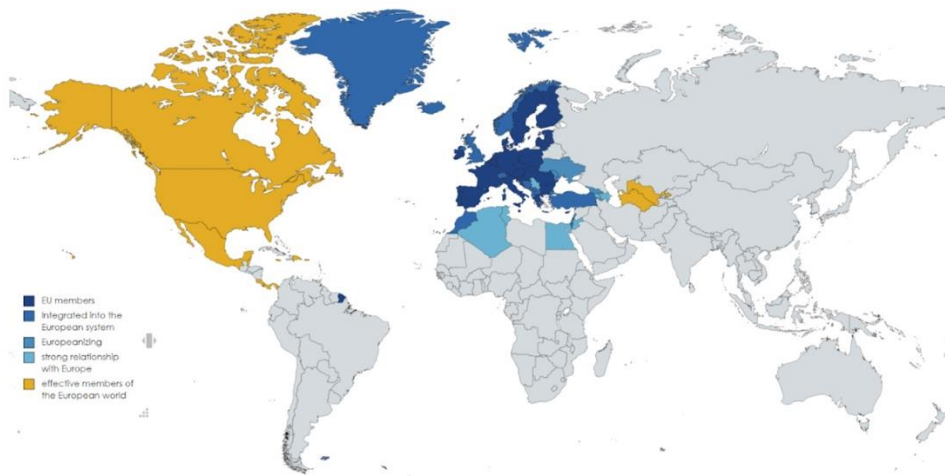 EU members
Integrated into the
European system
Europeanizing
strong relationship
with Europe
effective members of
the European world